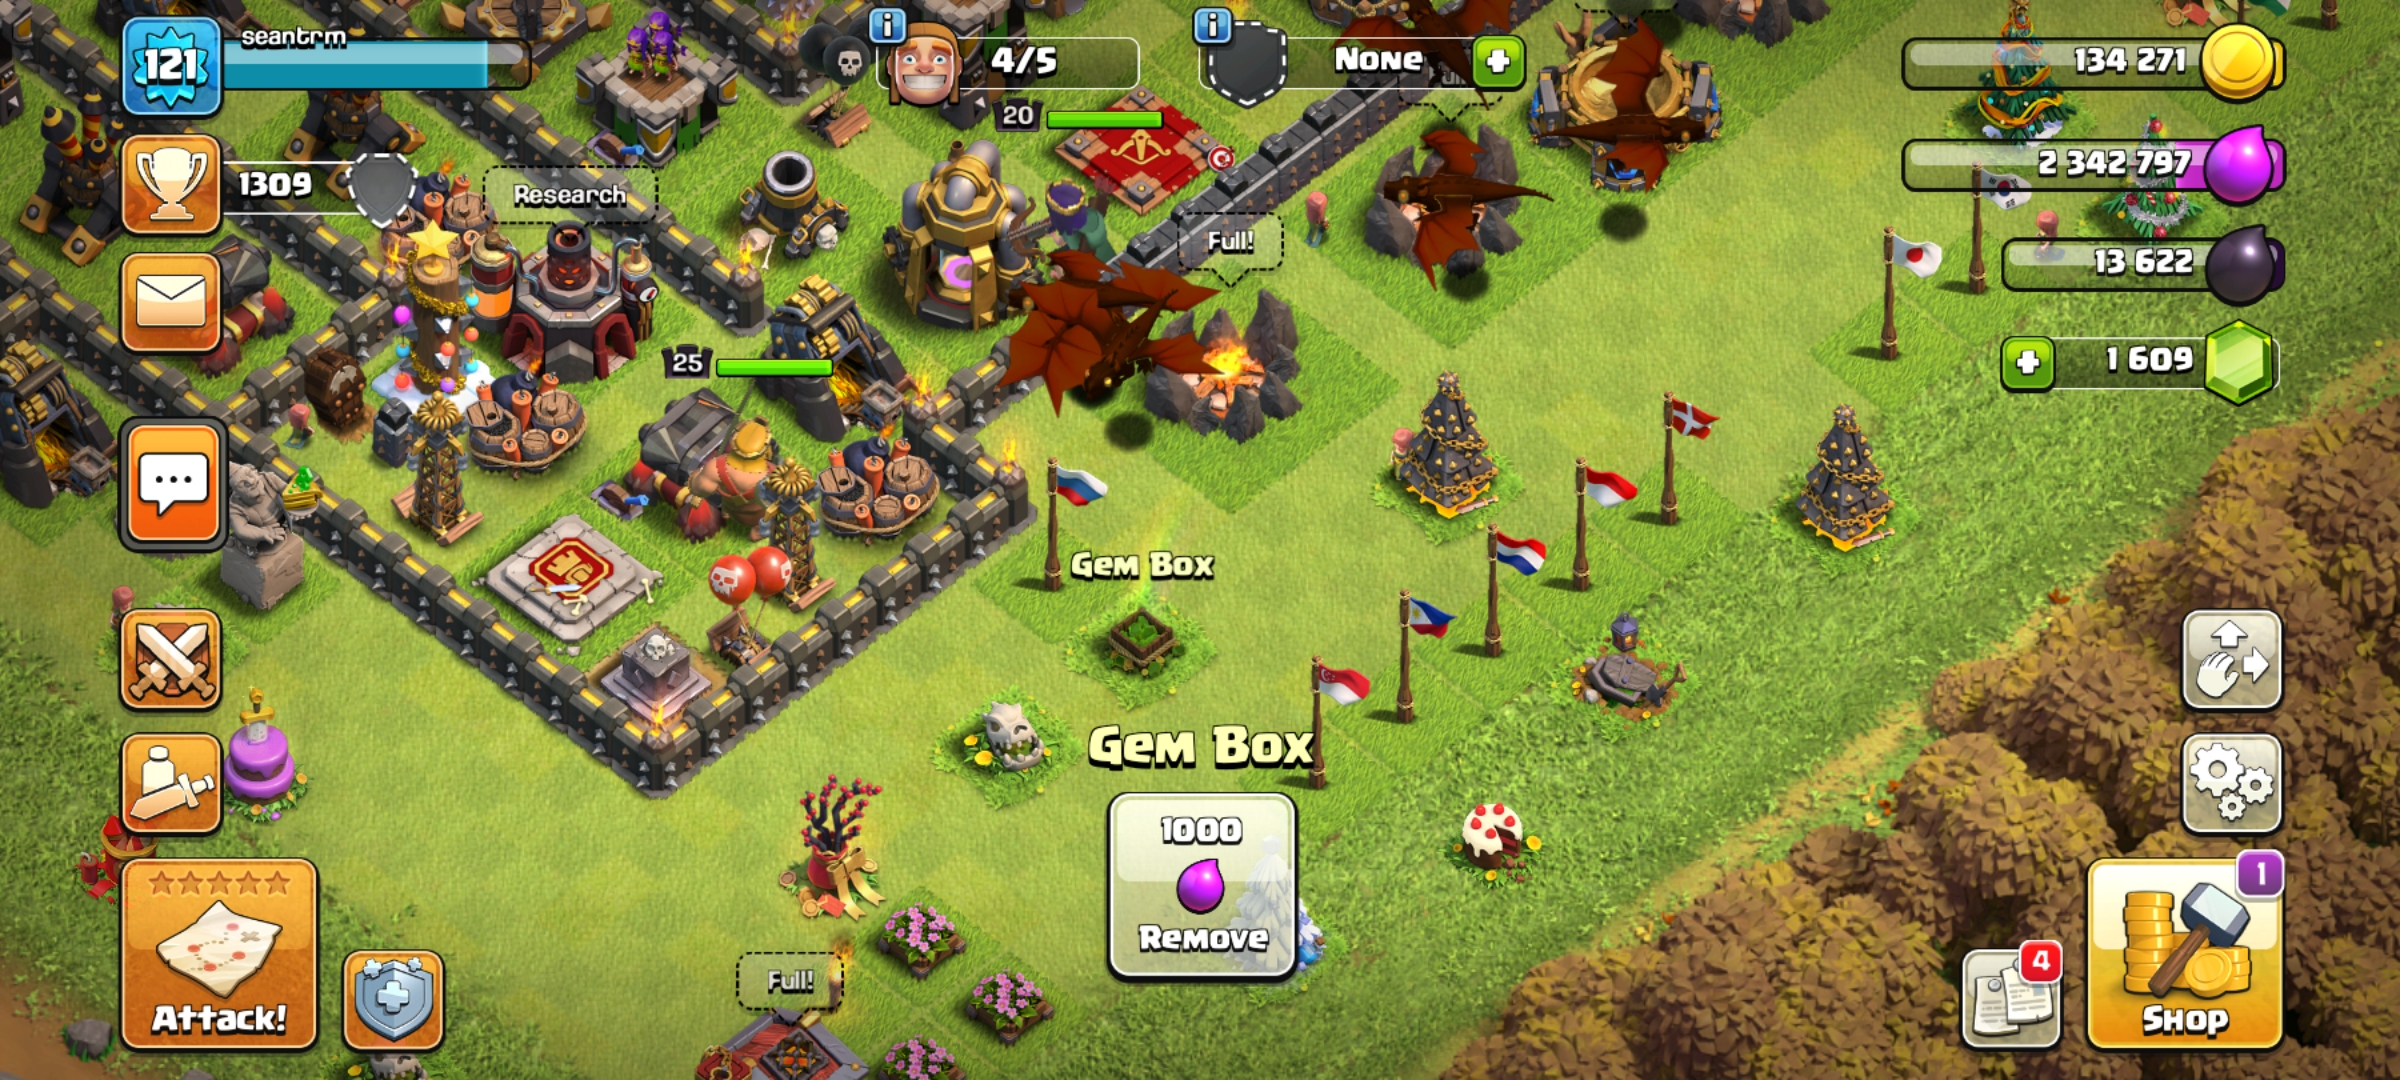 121
seantrm
4/5
None
134 271
20
1309
Research
2 342 797
Full!
13 622
25
1 609
Gem Box
Gem Box
1000
Remove
1
4
Full!
Attack!
Shop